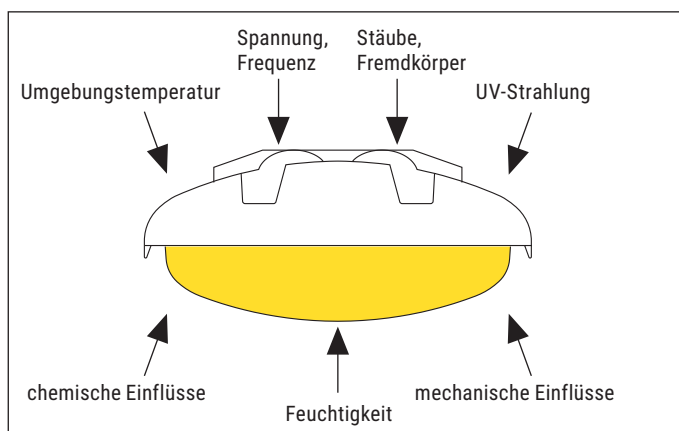 Spannung,
Frequenz
Stäube,
Fremdkörper
Umgebungstemperatur
UV-Strahlung
chemische Einflüsse
mechanische Einflüsse
Feuchtigkeit